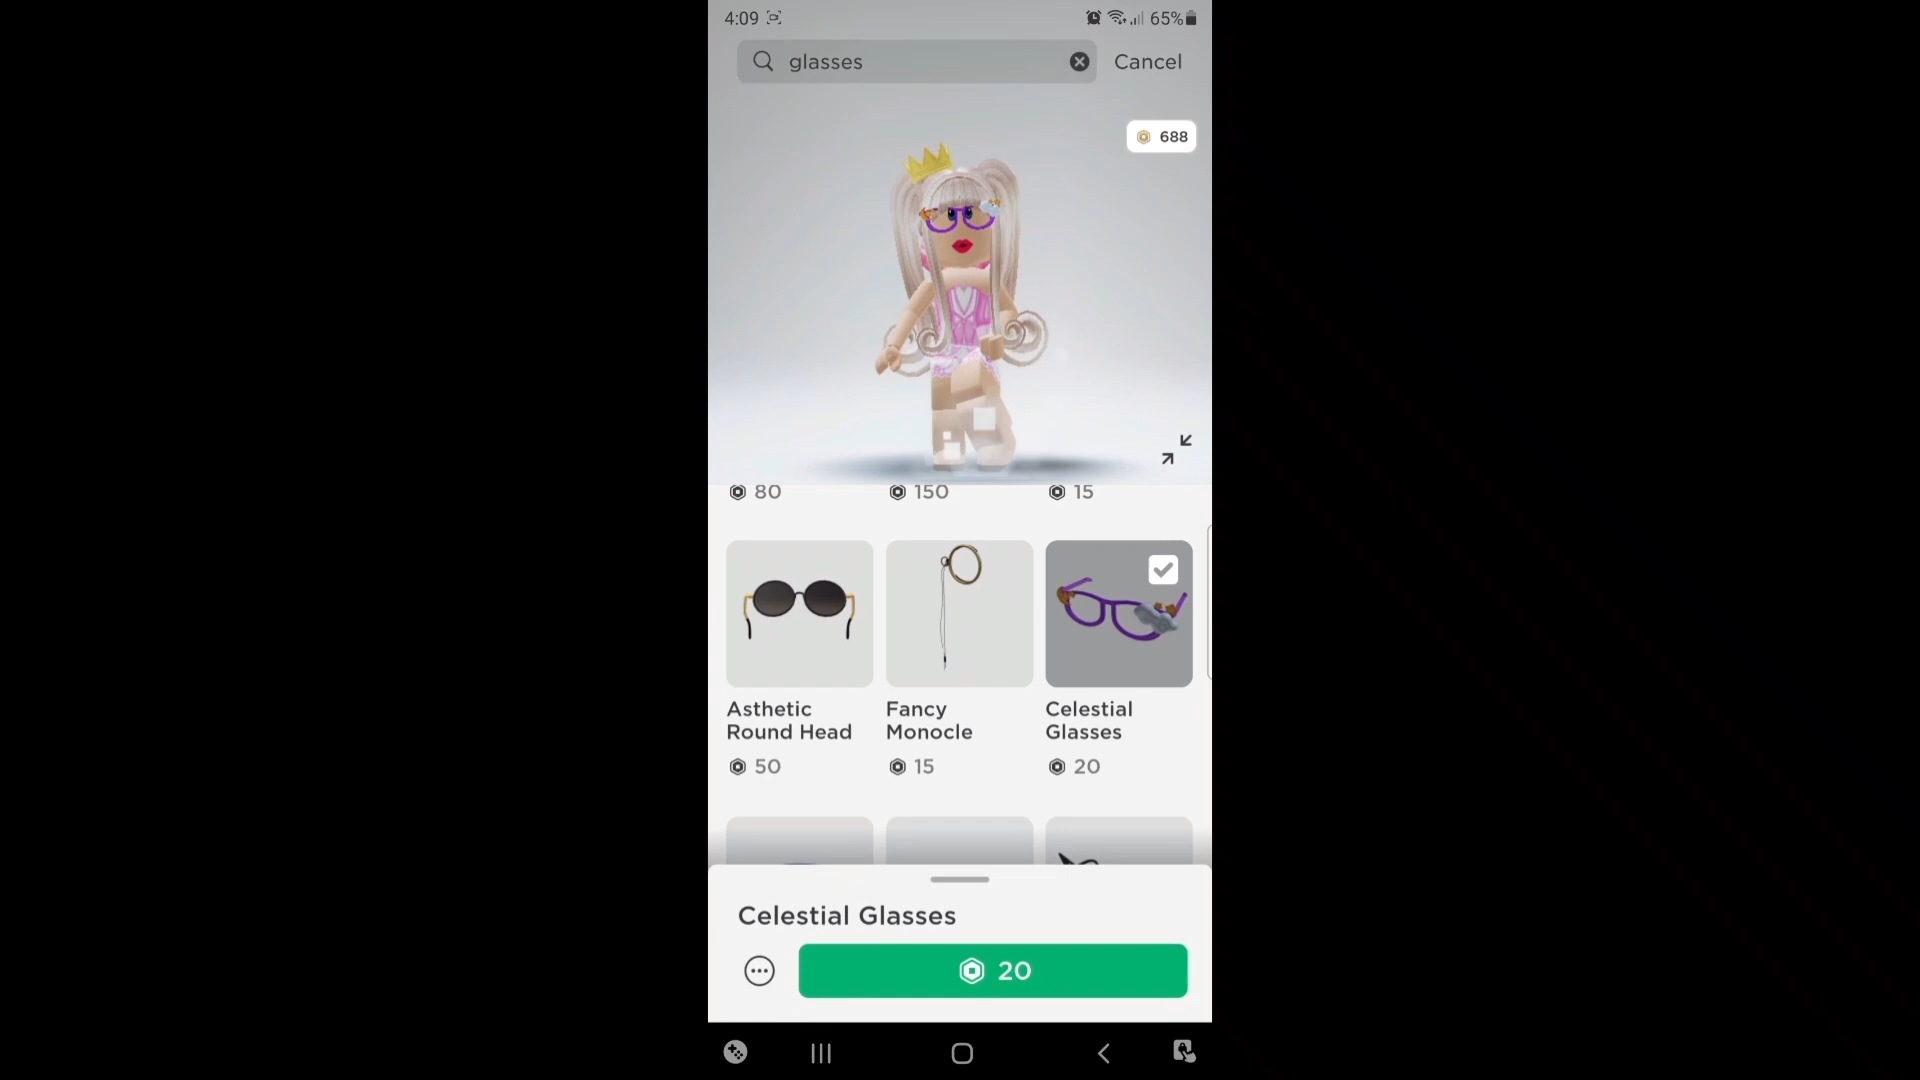 4:09
65%
glasses
Cancel
688
80
150
15
Asthetic
Round Head
50
Fancy
Monocle
15
Celestial
Glasses
20
Celestial Glasses
20